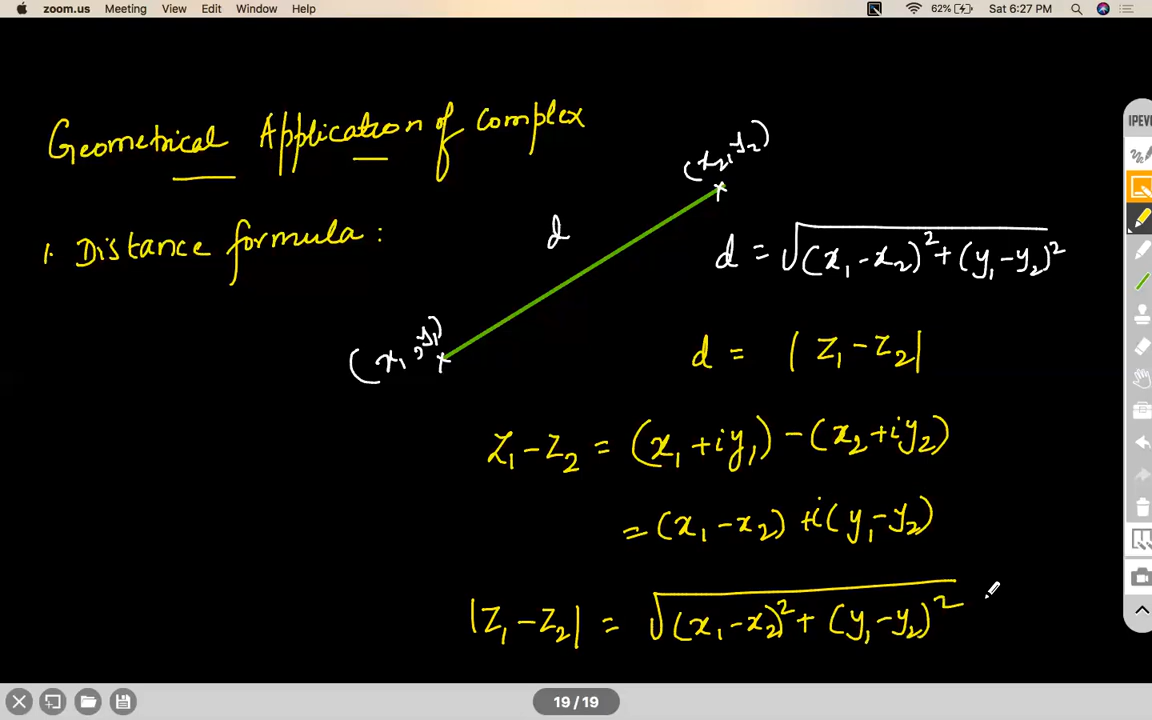 zoom.us Meeting View Edit Window Help 62% Sat 6:27 PM
Geometrical Application of complex
(x₂, y₂)
1. Distance formula :
d
d = √(x₁-x₂)²+(y₁-y₂)²
(x₁, y₁)
d = |z₁-z₂|
z₁-z₂ = (x₁+iy₁)-(x₂+iy₂)
= (x₁-x₂)+i(y₁-y₂)
|z₁-z₂| = √(x₁-x₂)²+(y₁-y₂)²
IPEV
19 / 19